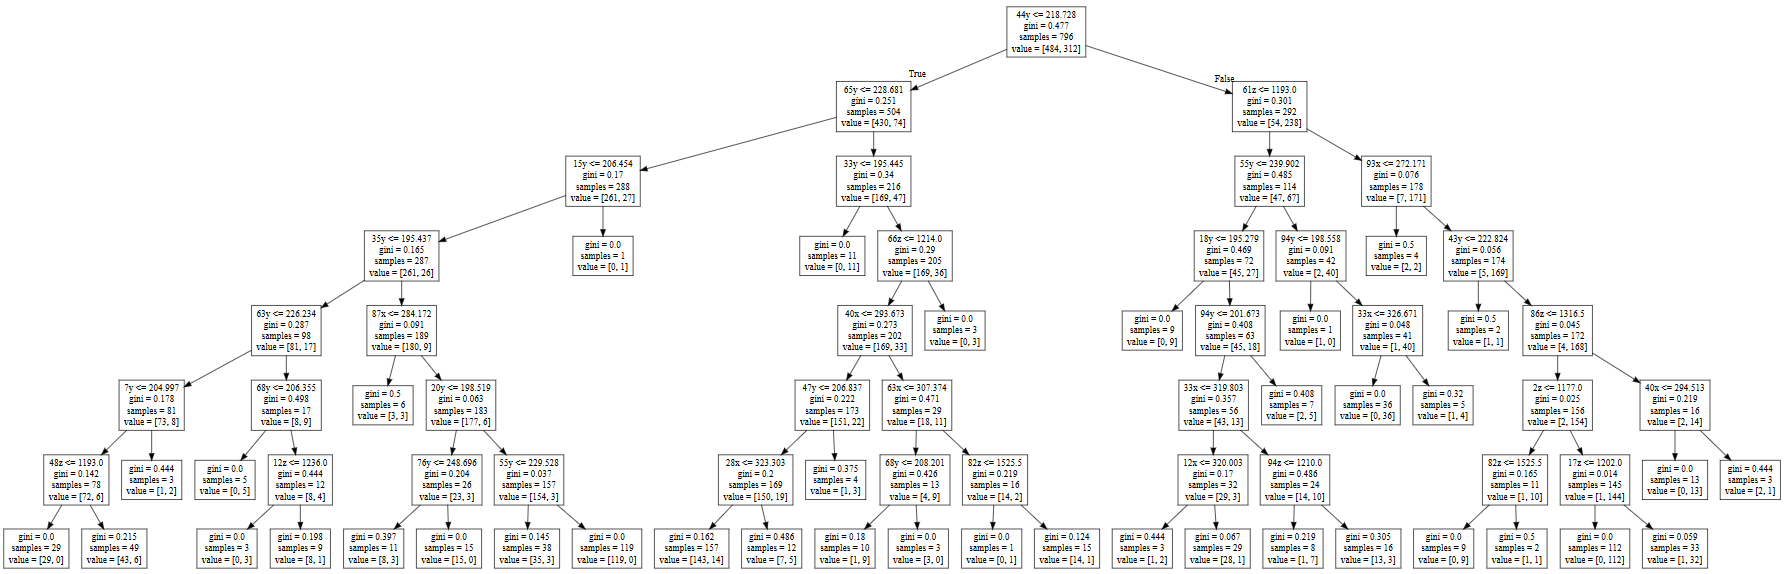 44y <= 218.728
gini = 0.477
samples = 796
value = [484, 312]
True
False
65y <= 228.681
gini = 0.251
samples = 504
value = [430, 74]
61z <= 1193.0
gini = 0.301
samples = 292
value = [54, 238]
15y <= 206.454
gini = 0.17
samples = 288
value = [261, 27]
33y <= 195.445
gini = 0.34
samples = 216
value = [169, 47]
55y <= 239.902
gini = 0.485
samples = 114
value = [47, 67]
93x <= 272.171
gini = 0.076
samples = 178
value = [7, 171]
35y <= 195.437
gini = 0.165
samples = 287
value = [261, 26]
gini = 0.0
samples = 1
value = [0, 1]
gini = 0.0
samples = 11
value = [0, 11]
66z <= 1214.0
gini = 0.29
samples = 205
value = [169, 36]
18y <= 195.279
gini = 0.469
samples = 72
value = [45, 27]
94y <= 198.558
gini = 0.091
samples = 42
value = [2, 40]
gini = 0.5
samples = 4
value = [2, 2]
43y <= 222.824
gini = 0.056
samples = 174
value = [5, 169]
63y <= 226.234
gini = 0.287
samples = 98
value = [81, 17]
87x <= 284.172
gini = 0.091
samples = 189
value = [180, 9]
40x <= 293.673
gini = 0.273
samples = 202
value = [169, 33]
gini = 0.0
samples = 3
value = [0, 3]
gini = 0.0
samples = 9
value = [0, 9]
94y <= 201.673
gini = 0.408
samples = 63
value = [45, 18]
gini = 0.0
samples = 1
value = [1, 0]
33x <= 326.671
gini = 0.048
samples = 41
value = [1, 40]
gini = 0.5
samples = 2
value = [1, 1]
86z <= 1316.5
gini = 0.045
samples = 172
value = [4, 168]
7y <= 204.997
gini = 0.178
samples = 81
value = [73, 8]
68y <= 206.355
gini = 0.498
samples = 17
value = [8, 9]
gini = 0.5
samples = 6
value = [3, 3]
20y <= 198.519
gini = 0.063
samples = 183
value = [177, 6]
47y <= 206.837
gini = 0.222
samples = 173
value = [151, 22]
63x <= 307.374
gini = 0.471
samples = 29
value = [18, 11]
33x <= 319.803
gini = 0.357
samples = 56
value = [43, 13]
gini = 0.408
samples = 7
value = [2, 5]
gini = 0.0
samples = 36
value = [0, 36]
gini = 0.32
samples = 5
value = [1, 4]
2z <= 1177.0
gini = 0.025
samples = 156
value = [2, 154]
40x <= 294.513
gini = 0.219
samples = 16
value = [2, 14]
48z <= 1193.0
gini = 0.142
samples = 78
value = [72, 6]
gini = 0.444
samples = 3
value = [1, 2]
gini = 0.0
samples = 5
value = [0, 5]
12z <= 1236.0
gini = 0.444
samples = 12
value = [8, 4]
76y <= 248.696
gini = 0.204
samples = 26
value = [23, 3]
55y <= 229.528
gini = 0.037
samples = 157
value = [154, 3]
28x <= 323.303
gini = 0.2
samples = 169
value = [150, 19]
gini = 0.375
samples = 4
value = [1, 3]
68y <= 208.201
gini = 0.426
samples = 13
value = [4, 9]
82z <= 1525.5
gini = 0.219
samples = 16
value = [14, 2]
12x <= 320.003
gini = 0.17
samples = 32
value = [29, 3]
94z <= 1210.0
gini = 0.486
samples = 24
value = [14, 10]
82z <= 1525.5
gini = 0.165
samples = 11
value = [1, 10]
17z <= 1202.0
gini = 0.014
samples = 145
value = [1, 144]
gini = 0.0
samples = 13
value = [0, 13]
gini = 0.444
samples = 3
value = [2, 1]
gini = 0.0
samples = 29
value = [29, 0]
gini = 0.215
samples = 49
value = [43, 6]
gini = 0.0
samples = 3
value = [0, 3]
gini = 0.198
samples = 9
value = [8, 1]
gini = 0.397
samples = 11
value = [8, 3]
gini = 0.0
samples = 15
value = [15, 0]
gini = 0.145
samples = 38
value = [35, 3]
gini = 0.0
samples = 119
value = [119, 0]
gini = 0.162
samples = 157
value = [143, 14]
gini = 0.486
samples = 12
value = [7, 5]
gini = 0.18
samples = 10
value = [1, 9]
gini = 0.0
samples = 3
value = [3, 0]
gini = 0.0
samples = 1
value = [0, 1]
gini = 0.124
samples = 15
value = [14, 1]
gini = 0.444
samples = 3
value = [1, 2]
gini = 0.067
samples = 29
value = [28, 1]
gini = 0.219
samples = 8
value = [1, 7]
gini = 0.305
samples = 16
value = [13, 3]
gini = 0.0
samples = 9
value = [0, 9]
gini = 0.5
samples = 2
value = [1, 1]
gini = 0.0
samples = 112
value = [0, 112]
gini = 0.059
samples = 33
value = [1, 32]